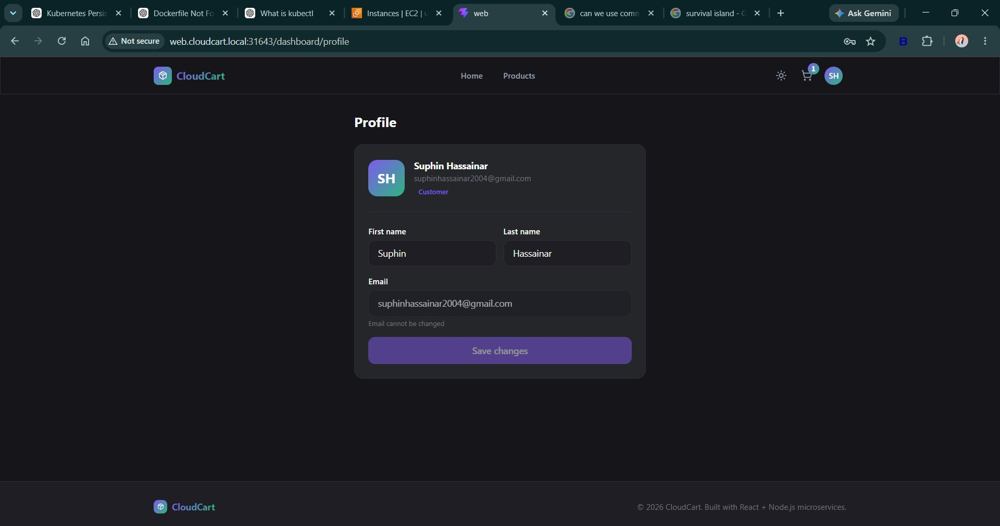 Kubernetes Persis
Dockerfile Not Fo
What is kubectl
Instances | EC2 | u
web
can we use comm
survival island - G
Ask Gemini
Not secure
web.cloudcart.local:31643/dashboard/profile
B
CloudCart
Home
Products
1
SH
Profile
SH
Suphin Hassainar
suphinhassainar2004@gmail.com
Customer
First name
Last name
Suphin
Hassainar
Email
suphinhassainar2004@gmail.com
Email cannot be changed
Save changes
CloudCart
© 2026 CloudCart. Built with React + Node.js microservices.